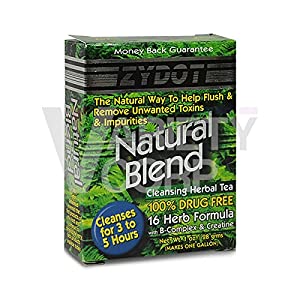 Money Back Guarantee
ZYDOT
The Natural Way To Help Flush &
Remove Unwanted Toxins
& Impurities
Natural
Blend
Cleansing Herbal Tea
Cleanses
for 3 to
5 Hours
100% DRUG FREE
16 Herb Formula
with B-Complex & Creatine
(MAKES ONE GALLON)